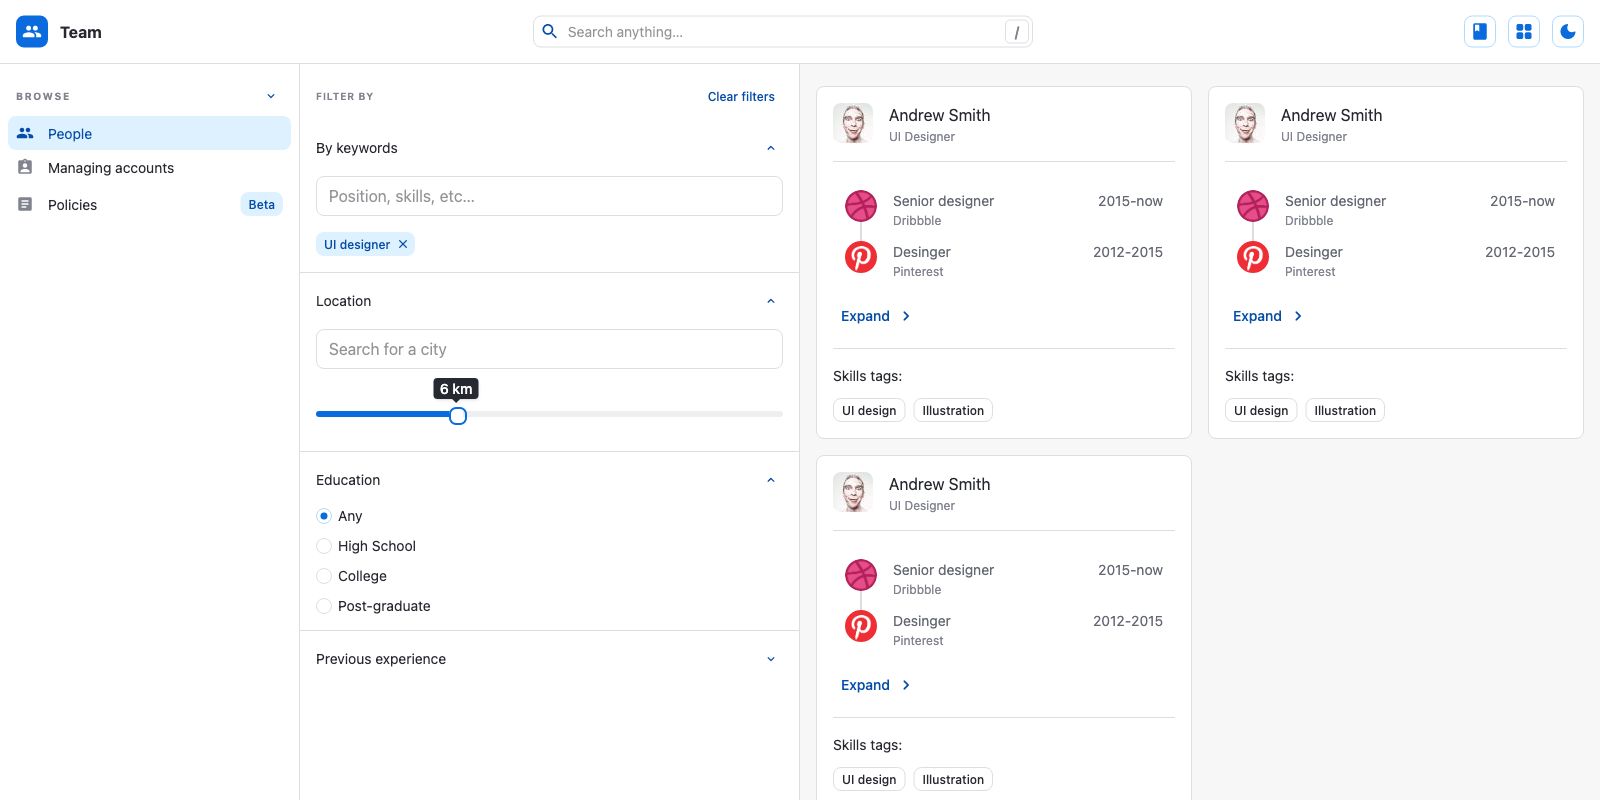 Team
Search anything...
/
BROWSE
People
Managing accounts
Policies
Beta
FILTER BY
Clear filters
By keywords
Position, skills, etc...
UI designer
Location
Search for a city
6 km
Education
Any
High School
College
Post-graduate
Previous experience
Andrew Smith
UI Designer
Senior designer
2015-now
Dribbble
Desinger
2012-2015
Pinterest
Expand
Skills tags:
UI design
Illustration
Andrew Smith
UI Designer
Senior designer
2015-now
Dribbble
Desinger
2012-2015
Pinterest
Expand
Skills tags:
UI design
Illustration
Andrew Smith
UI Designer
Senior designer
2015-now
Dribbble
Desinger
2012-2015
Pinterest
Expand
Skills tags:
UI design
Illustration